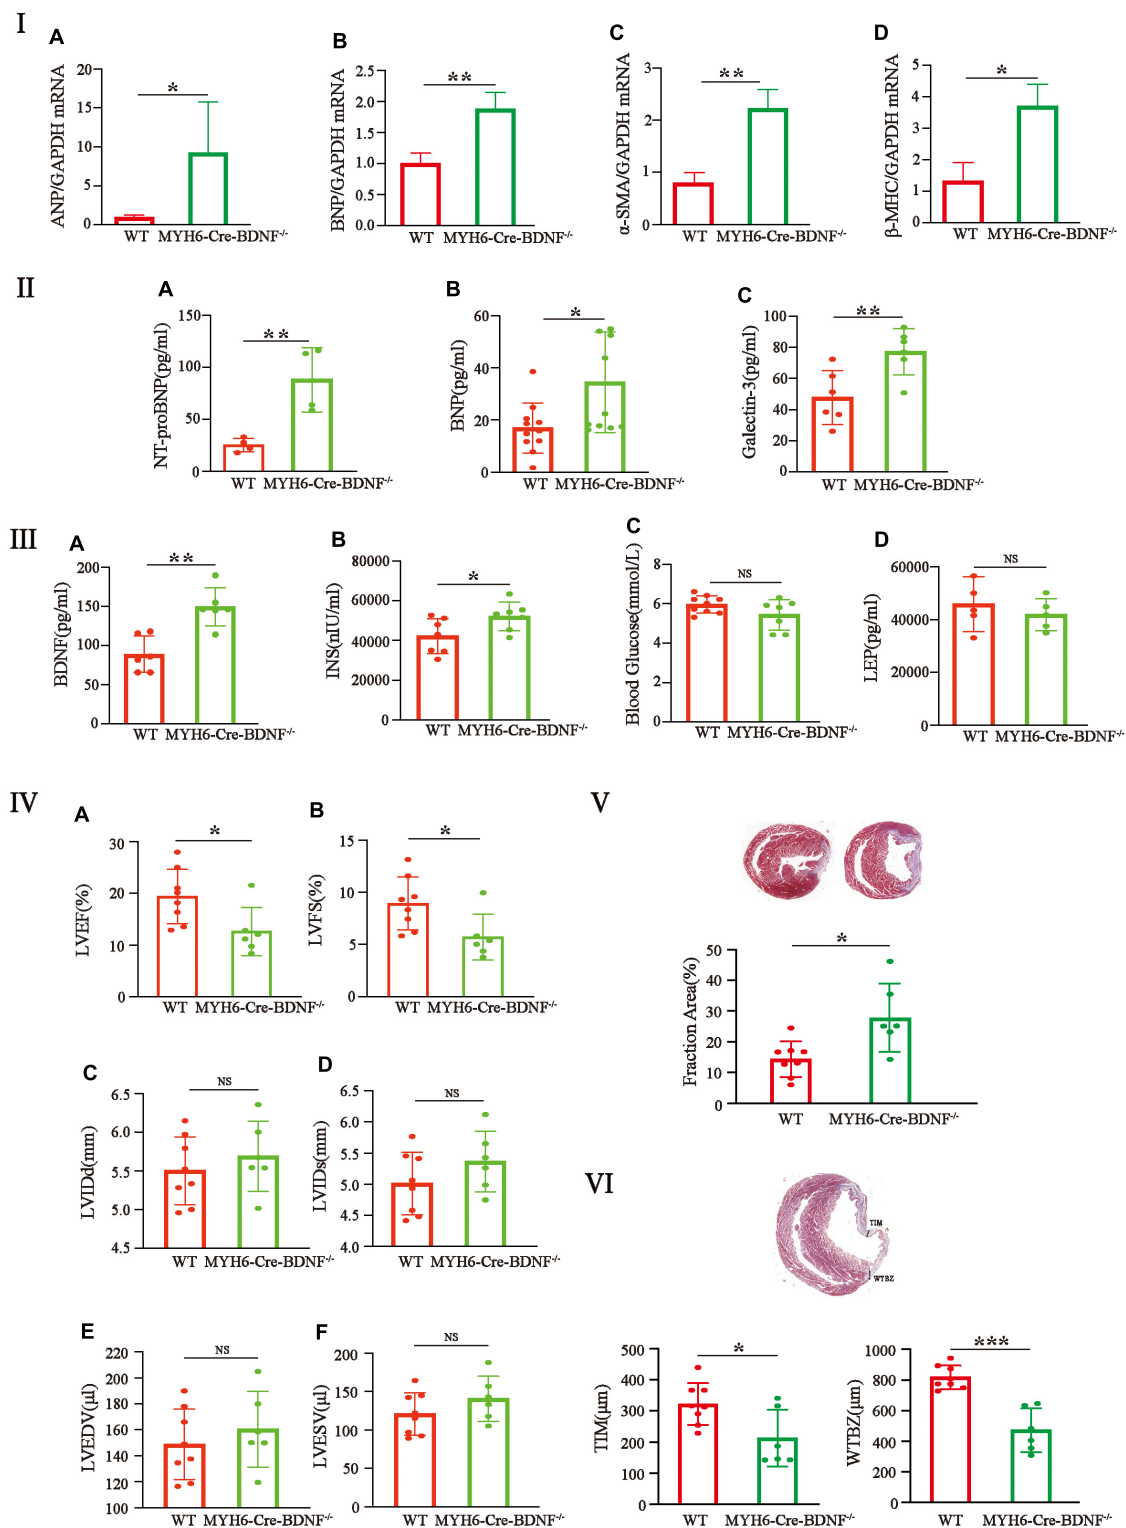 I
A
ANP/GAPDH mRNA
20
15
10
5
0
*
WT MYH6-Cre-BDNF-/-
B
BNP/GAPDH mRNA
2.5
2.0
1.5
1.0
0.5
0.0
**
WT MYH6-Cre-BDNF-/-
C
α-SMA/GAPDH mRNA
3
2
1
0
**
WT MYH6-Cre-BDNF-/-
D
β-MHC/GAPDH mRNA
5
4
3
2
1
0
*
WT MYH6-Cre-BDNF-/-
II
A
NT-proBNP(pg/ml)
150
100
50
0
**
WT MYH6-Cre-BDNF-/-
B
BNP(pg/ml)
60
40
20
0
*
WT MYH6-Cre-BDNF-/-
C
Galectin-3(pg/ml)
100
80
60
40
20
0
**
WT MYH6-Cre-BDNF-/-
III
A
BDNF(pg/ml)
200
150
100
50
0
**
WT MYH6-Cre-BDNF-/-
B
INS(nIU/ml)
80000
60000
40000
20000
0
*
WT MYH6-Cre-BDNF-/-
C
Blood Glucose(mmol/L)
8
6
4
2
0
NS
WT MYH6-Cre-BDNF-/-
D
LEP(pg/ml)
60000
40000
20000
0
NS
WT MYH6-Cre-BDNF-/-
IV
A
LVEF(%)
30
20
10
0
*
WT MYH6-Cre-BDNF-/-
B
LVFS(%)
15
10
5
0
*
WT MYH6-Cre-BDNF-/-
C
LVIDd(mm)
6.5
6.0
5.5
5.0
4.5
NS
WT MYH6-Cre-BDNF-/-
D
LVIDs(mm)
6.5
6.0
5.5
5.0
4.5
4.0
NS
WT MYH6-Cre-BDNF-/-
E
LVEDV(μl)
220
200
180
160
140
120
100
NS
WT MYH6-Cre-BDNF-/-
F
LVESV(μl)
200
150
100
50
0
NS
WT MYH6-Cre-BDNF-/-
V
Fraction Area(%)
50
40
30
20
10
0
*
WT MYH6-Cre-BDNF-/-
VI
TIM
WTBZ
TIM(μm)
500
400
300
200
100
0
*
WT MYH6-Cre-BDNF-/-
WTBZ(μm)
1000
800
600
400
200
0
***
WT MYH6-Cre-BDNF-/-